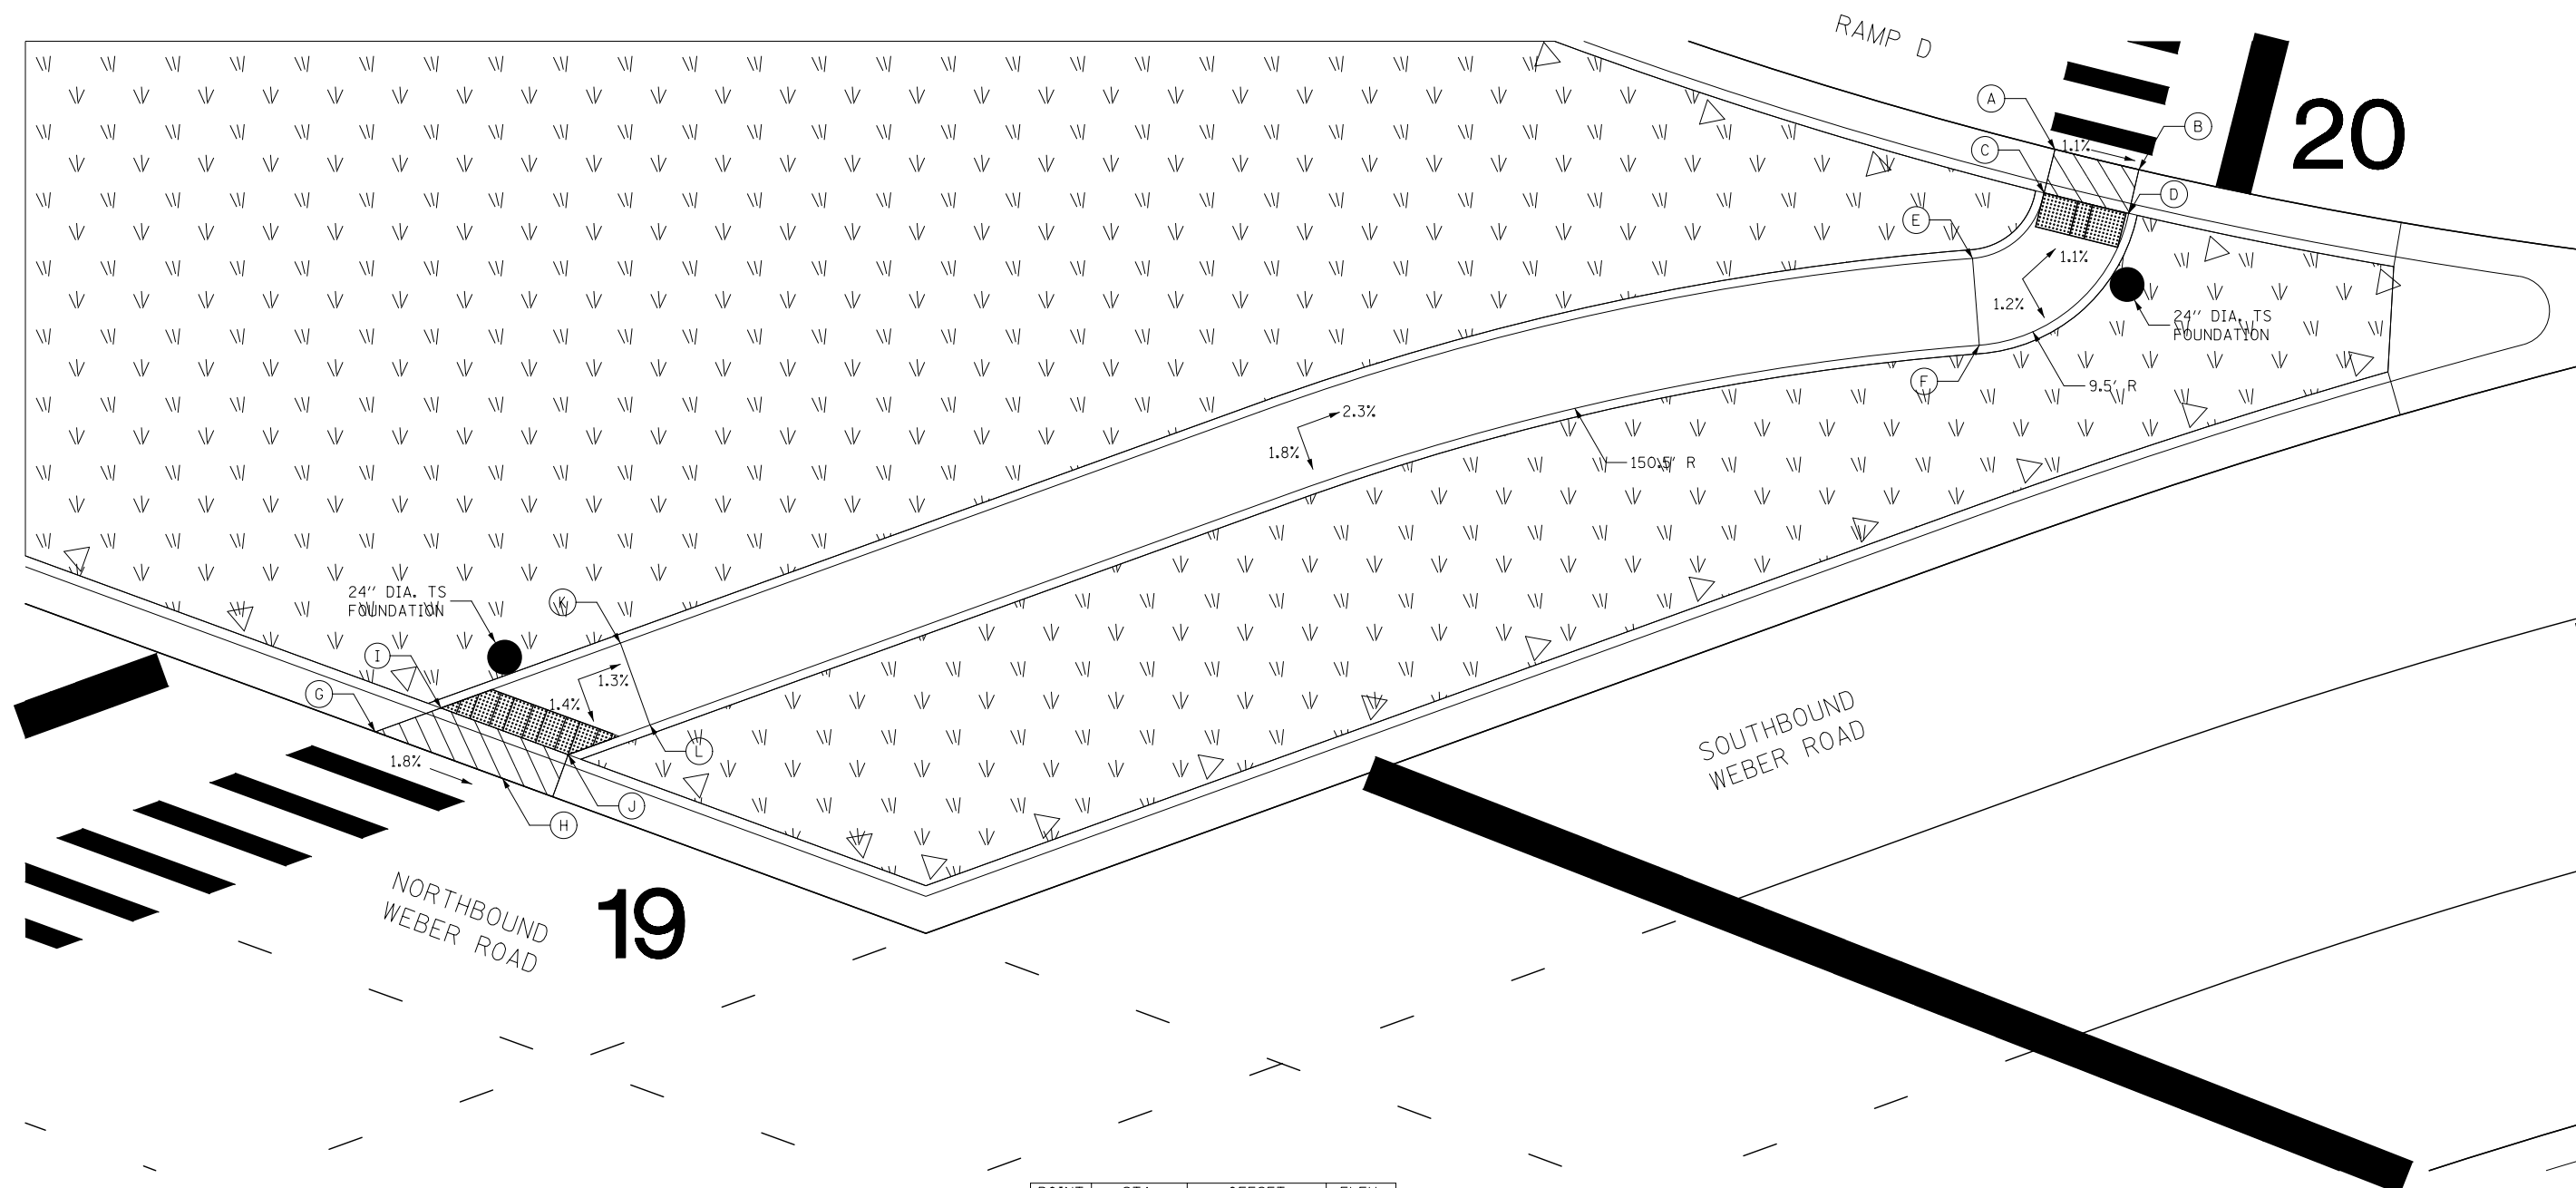 RAMP D
20
A
B
1.1%
C
D
E
1.1%
1.2%
24" DIA. TS
FOUNDATION
F
9.5' R
2.3%
1.8%
150.5' R
24" DIA. TS
FOUNDATION
K
I
1.3%
G
1.4%
L
1.8%
J
H
SOUTHBOUND
WEBER ROAD
NORTHBOUND
WEBER ROAD
19